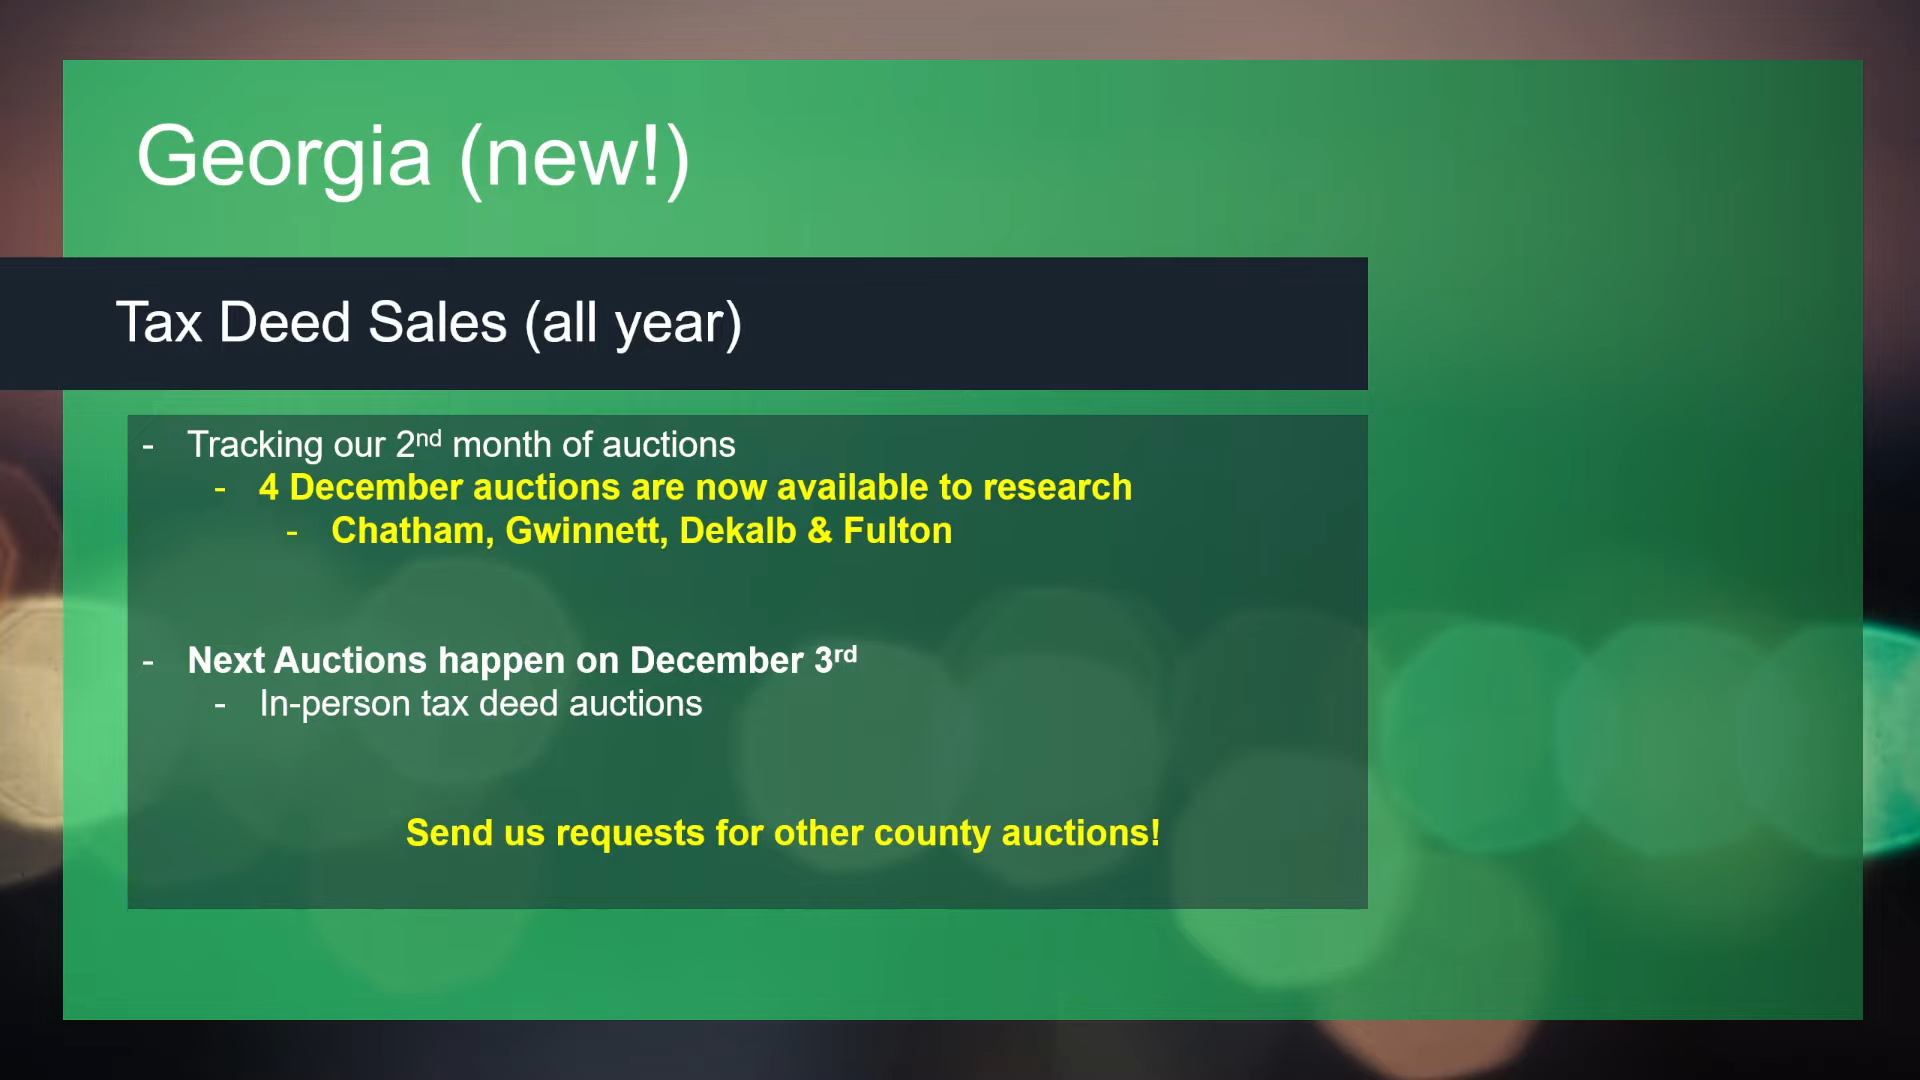 Georgia (new!)
Tax Deed Sales (all year)
- Tracking our 2nd month of auctions
- 4 December auctions are now available to research
- Chatham, Gwinnett, Dekalb & Fulton
- Next Auctions happen on December 3rd
- In-person tax deed auctions
Send us requests for other county auctions!